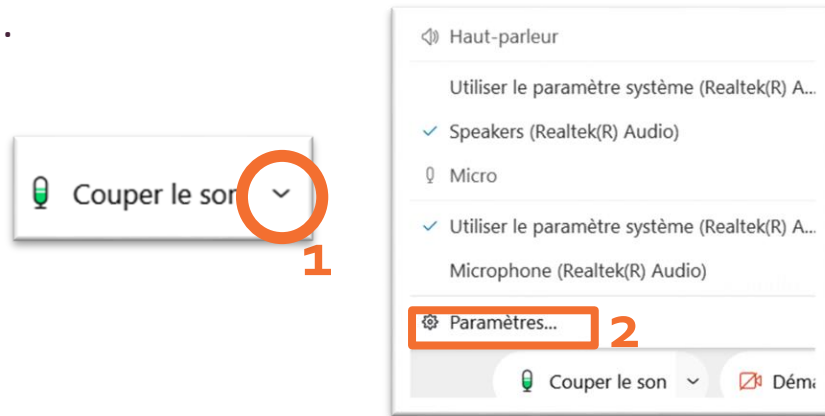 .
Couper le son
1
Haut-parleur
Utiliser le paramètre système (Realtek(R) A...
Speakers (Realtek(R) Audio)
Micro
Utiliser le paramètre système (Realtek(R) A...
Microphone (Realtek(R) Audio)
Paramètres...
2
Couper le son
Déma